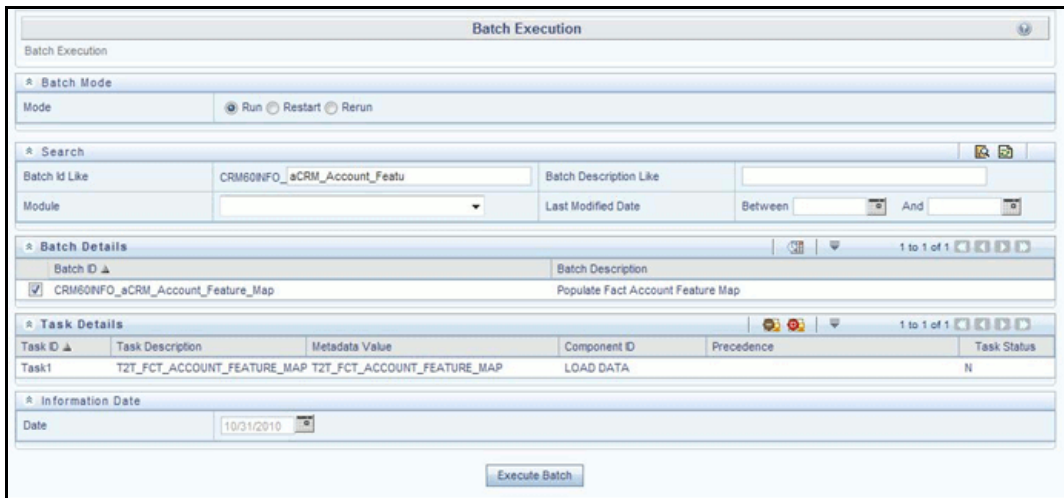 Batch Execution
Batch Execution
Batch Mode
Mode Run Restart Rerun
Search
Batch Id Like CRM60INFO_ aCRM_Account_Featu Batch Description Like
Module Last Modified Date Between And
Batch Details 1 to 1 of 1
Batch ID Batch Description
CRM60INFO_aCRM_Account_Feature_Map Populate Fact Account Feature Map
Task Details 1 to 1 of 1
Task ID Task Description Metadata Value Component ID Precedence Task Status
Task1 T2T_FCT_ACCOUNT_FEATURE_MAP T2T_FCT_ACCOUNT_FEATURE_MAP LOAD DATA N
Information Date
Date 10/31/2010
Execute Batch